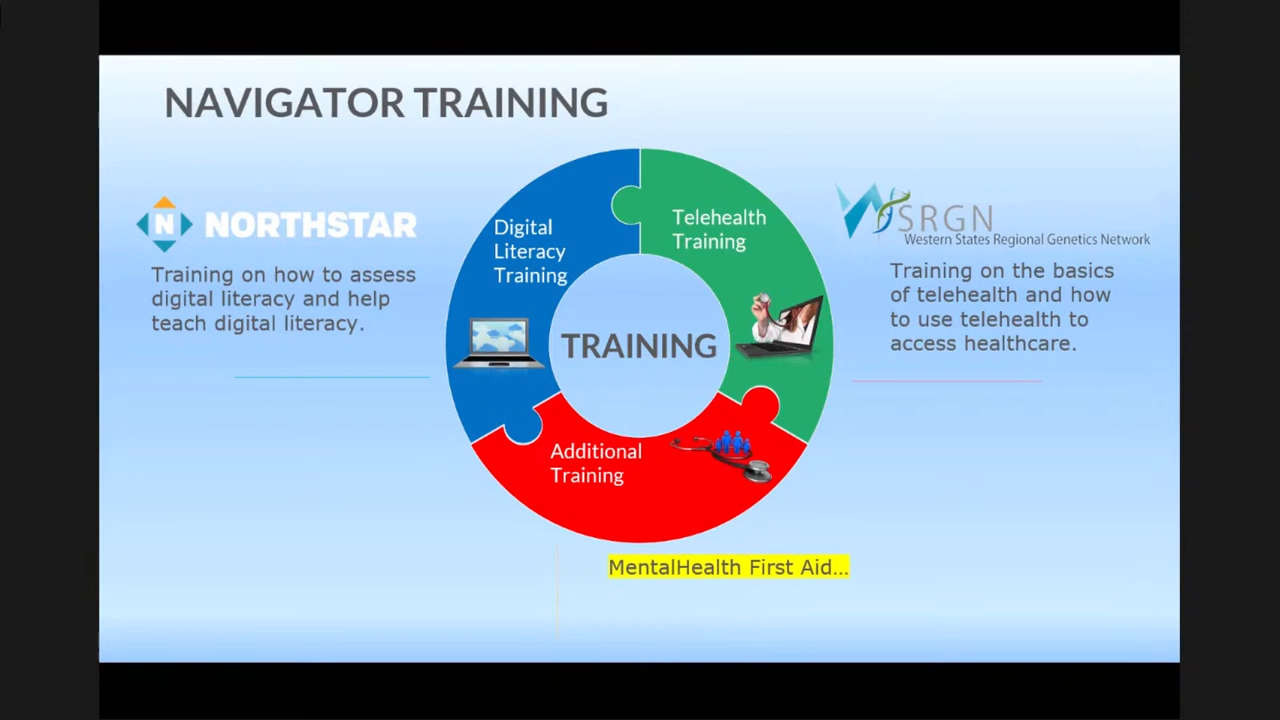 NAVIGATOR TRAINING
N NORTHSTAR
Training on how to assess
digital literacy and help
teach digital literacy.
Digital
Literacy
Training
Telehealth
Training
TRAINING
Additional
Training
WSRGN
Western States Regional Genetics Network
Training on the basics
of telehealth and how
to use telehealth to
access healthcare.
MentalHealth First Aid...